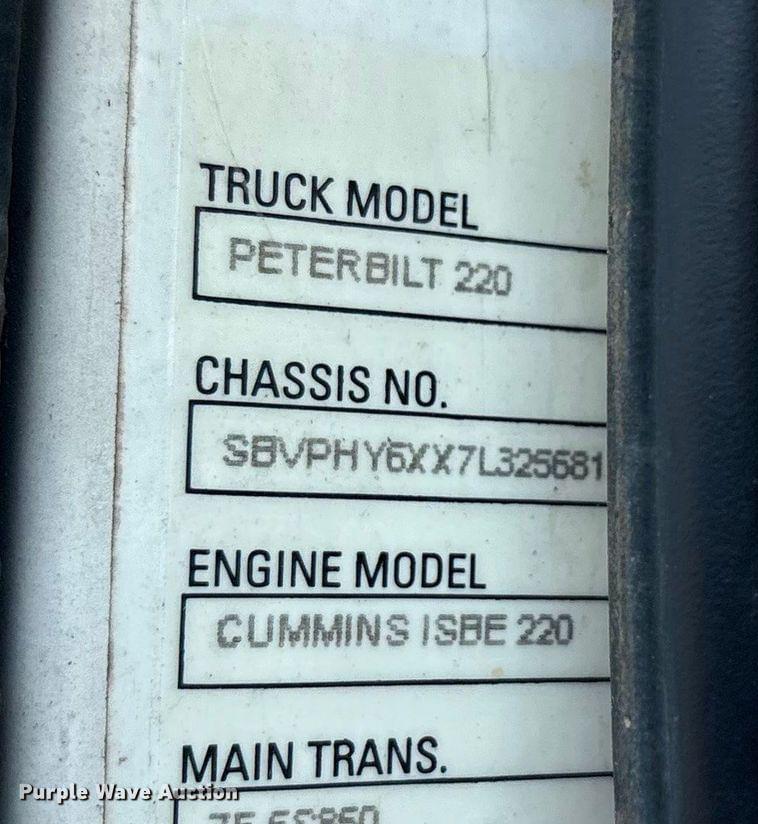 TRUCK MODEL
PETERBILT 220
CHASSIS NO.
SBVPHY6XX7L325681
ENGINE MODEL
CUMMINS ISBE 220
MAIN TRANS.
Purple Wave Auction